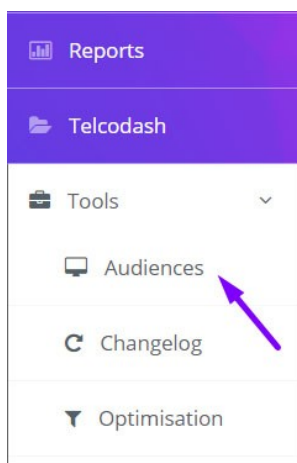 Reports
Telcodash
Tools
Audiences
Changelog
Optimisation